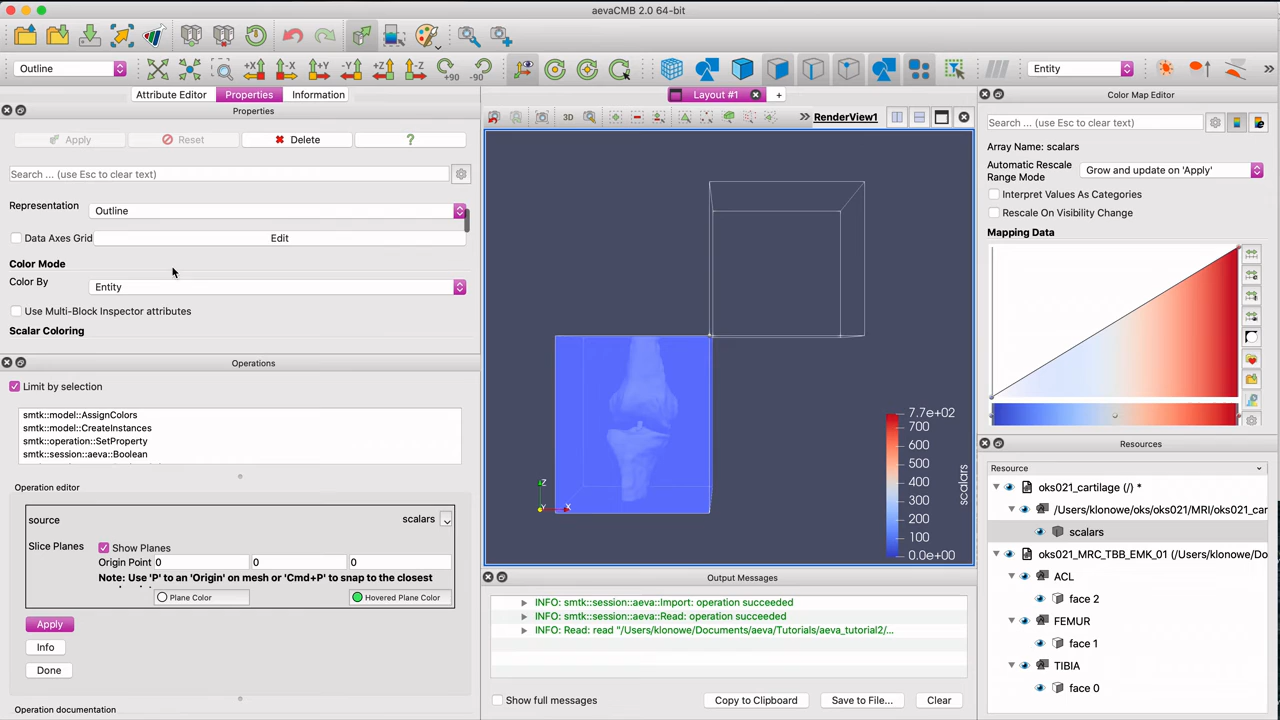 aevaCMB 2.0 64-bit
+X -X +Y -Y +Z -Z +90 -90
Outline
Entity
Attribute Editor Properties Information
Layout #1 +
Color Map Editor
Properties
3D
RenderView1
Search ... (use Esc to clear text)
Apply Reset Delete ?
Array Name: scalars
Search ... (use Esc to clear text)
Automatic Rescale
Range Mode
Grow and update on 'Apply'
Interpret Values As Categories
Representation Outline
Rescale On Visibility Change
Data Axes Grid Edit
Mapping Data
Color Mode
Color By Entity
Use Multi-Block Inspector attributes
Scalar Coloring
Operations
Limit by selection
smtk::model::AssignColors
smtk::model::CreateInstances
smtk::operation::SetProperty
smtk::session::aeva::Boolean
Operation editor
source scalars
Slice Planes Show Planes
Origin Point 0 0 0
Note: Use 'P' to an 'Origin' on mesh or 'Cmd+P' to snap to the closest
Plane Color Hovered Plane Color
Apply
Info
Done
Operation documentation
7.7e+02
700
600
500
400
300
200
100
0.0e+00
scalars
Z
Y
X
Output Messages
INFO: smtk::session::aeva::Import: operation succeeded
INFO: smtk::session::aeva::Read: operation succeeded
INFO: Read: read "/Users/klonowe/Documents/aeva/Tutorials/aeva_tutorial2/...
Show full messages Copy to Clipboard Save to File... Clear
Resources
Resource
oks021_cartilage (/) *
/Users/klonowe/oks/oks021/MRI/oks021_car
scalars
oks021_MRC_TBB_EMK_01 (/Users/klonowe/Do
ACL
face 2
FEMUR
face 1
TIBIA
face 0